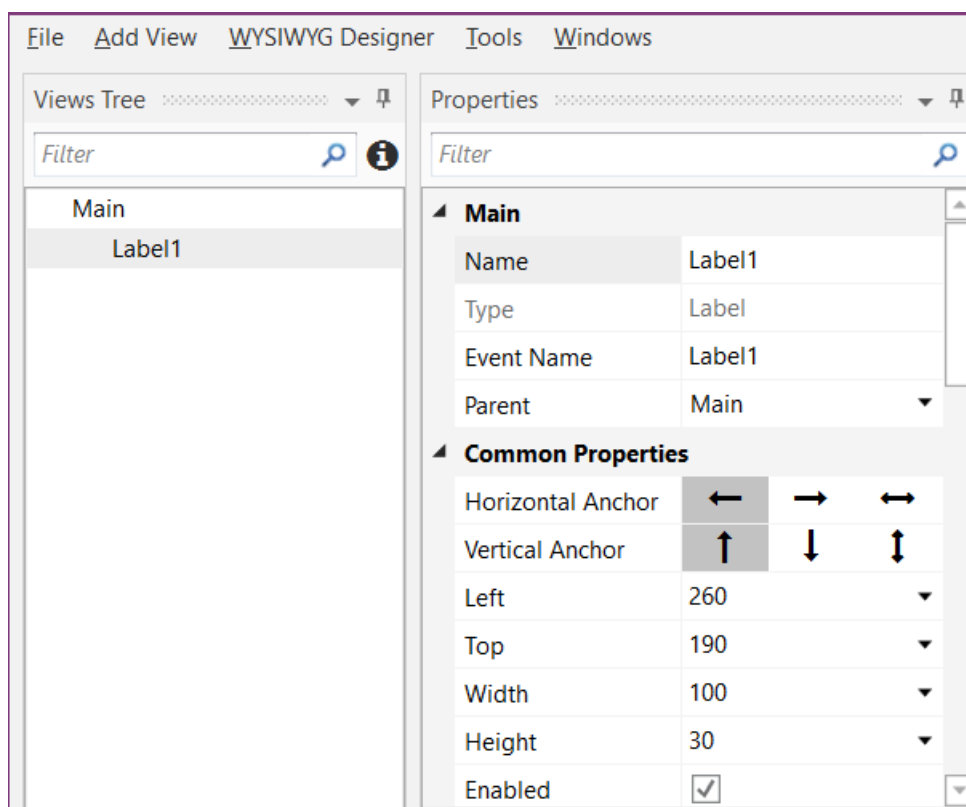 File Add View WYSIWYG Designer Tools Windows
Views Tree
Filter
Main
Label1
Properties
Filter
Main
Name Label1
Type Label
Event Name Label1
Parent Main
Common Properties
Horizontal Anchor
Vertical Anchor
Left 260
Top 190
Width 100
Height 30
Enabled